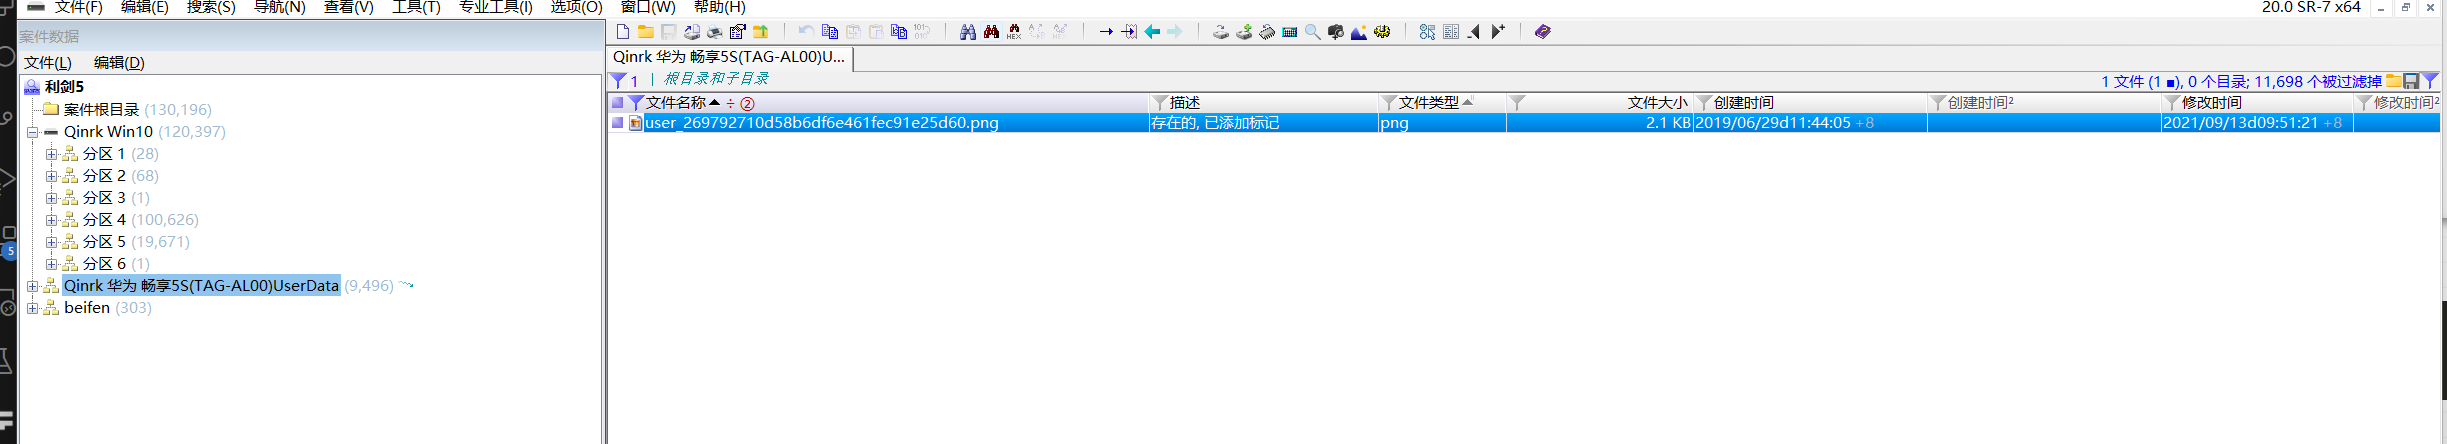 文件(F) 编辑(E) 搜索(S) 导航(N) 查看(V) 工具(T) 专业工具(I) 选项(O) 窗口(W) 帮助(H) 20.0 SR-7 x64
案件数据
文件(L) 编辑(D)
利剑5
案件根目录 (130,196)
Qinrk Win10 (120,397)
分区 1 (28)
分区 2 (68)
分区 3 (1)
分区 4 (100,626)
分区 5 (19,671)
分区 6 (1)
Qinrk 华为 畅享5S(TAG-AL00)UserData (9,496)
beifen (303)
5
Qinrk 华为 畅享5S(TAG-AL00)U...
1 根目录和子目录 1 文件 (1 ■), 0 个目录; 11,698 个被过滤掉
文件名称 ÷ ② 描述 文件类型 文件大小 创建时间 创建时间² 修改时间 修改时间²
user_269792710d58b6df6e461fec91e25d60.png 存在的, 已添加标记 png 2.1 KB 2019/06/29d11:44:05 +8 2021/09/13d09:51:21 +8